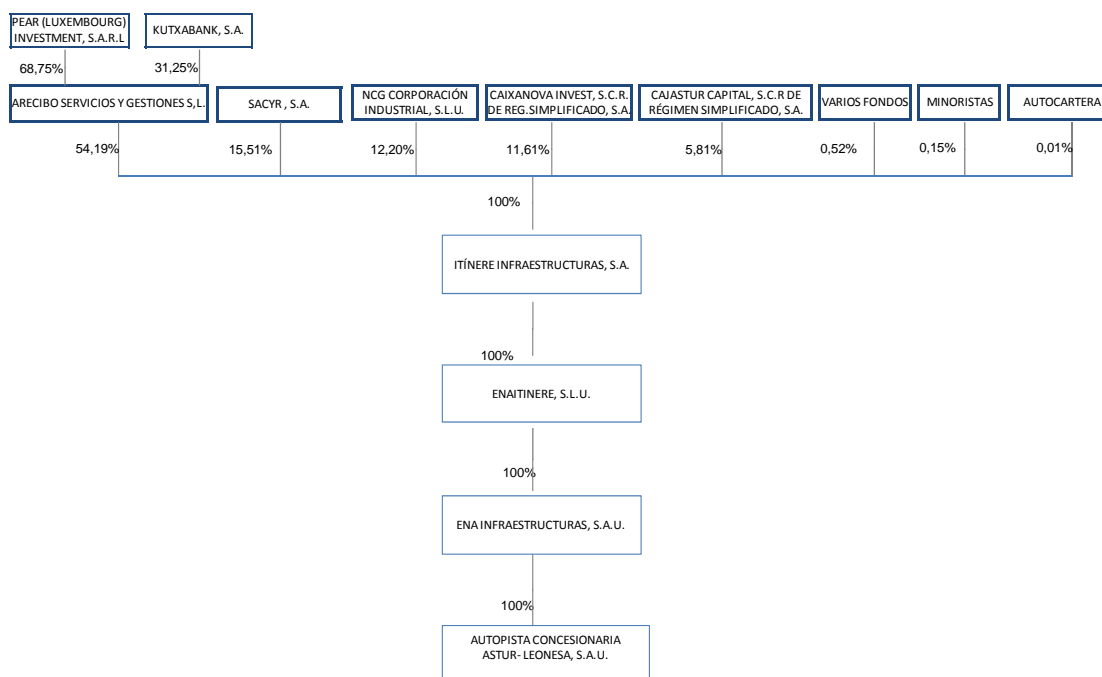 PEAR (LUXEMBOURG)
INVESTMENT, S.A.R.L
KUTXABANK, S.A.
68,75%
31,25%
ARECIBO SERVICIOS Y GESTIONES S,L.
SACYR , S.A.
NCG CORPORACIÓN
INDUSTRIAL, S.L.U.
CAIXANOVA INVEST, S.C.R.
DE REG.SIMPLIFICADO, S.A.
CAJASTUR CAPITAL, S.C.R DE
RÉGIMEN SIMPLIFICADO, S.A.
VARIOS FONDOS
MINORISTAS
AUTOCARTERA
54,19%
15,51%
12,20%
11,61%
5,81%
0,52%
0,15%
0,01%
100%
ITÍNERE INFRAESTRUCTURAS, S.A.
100%
ENAITINERE, S.L.U.
100%
ENA INFRAESTRUCTURAS, S.A.U.
100%
AUTOPISTA CONCESIONARIA
ASTUR- LEONESA, S.A.U.